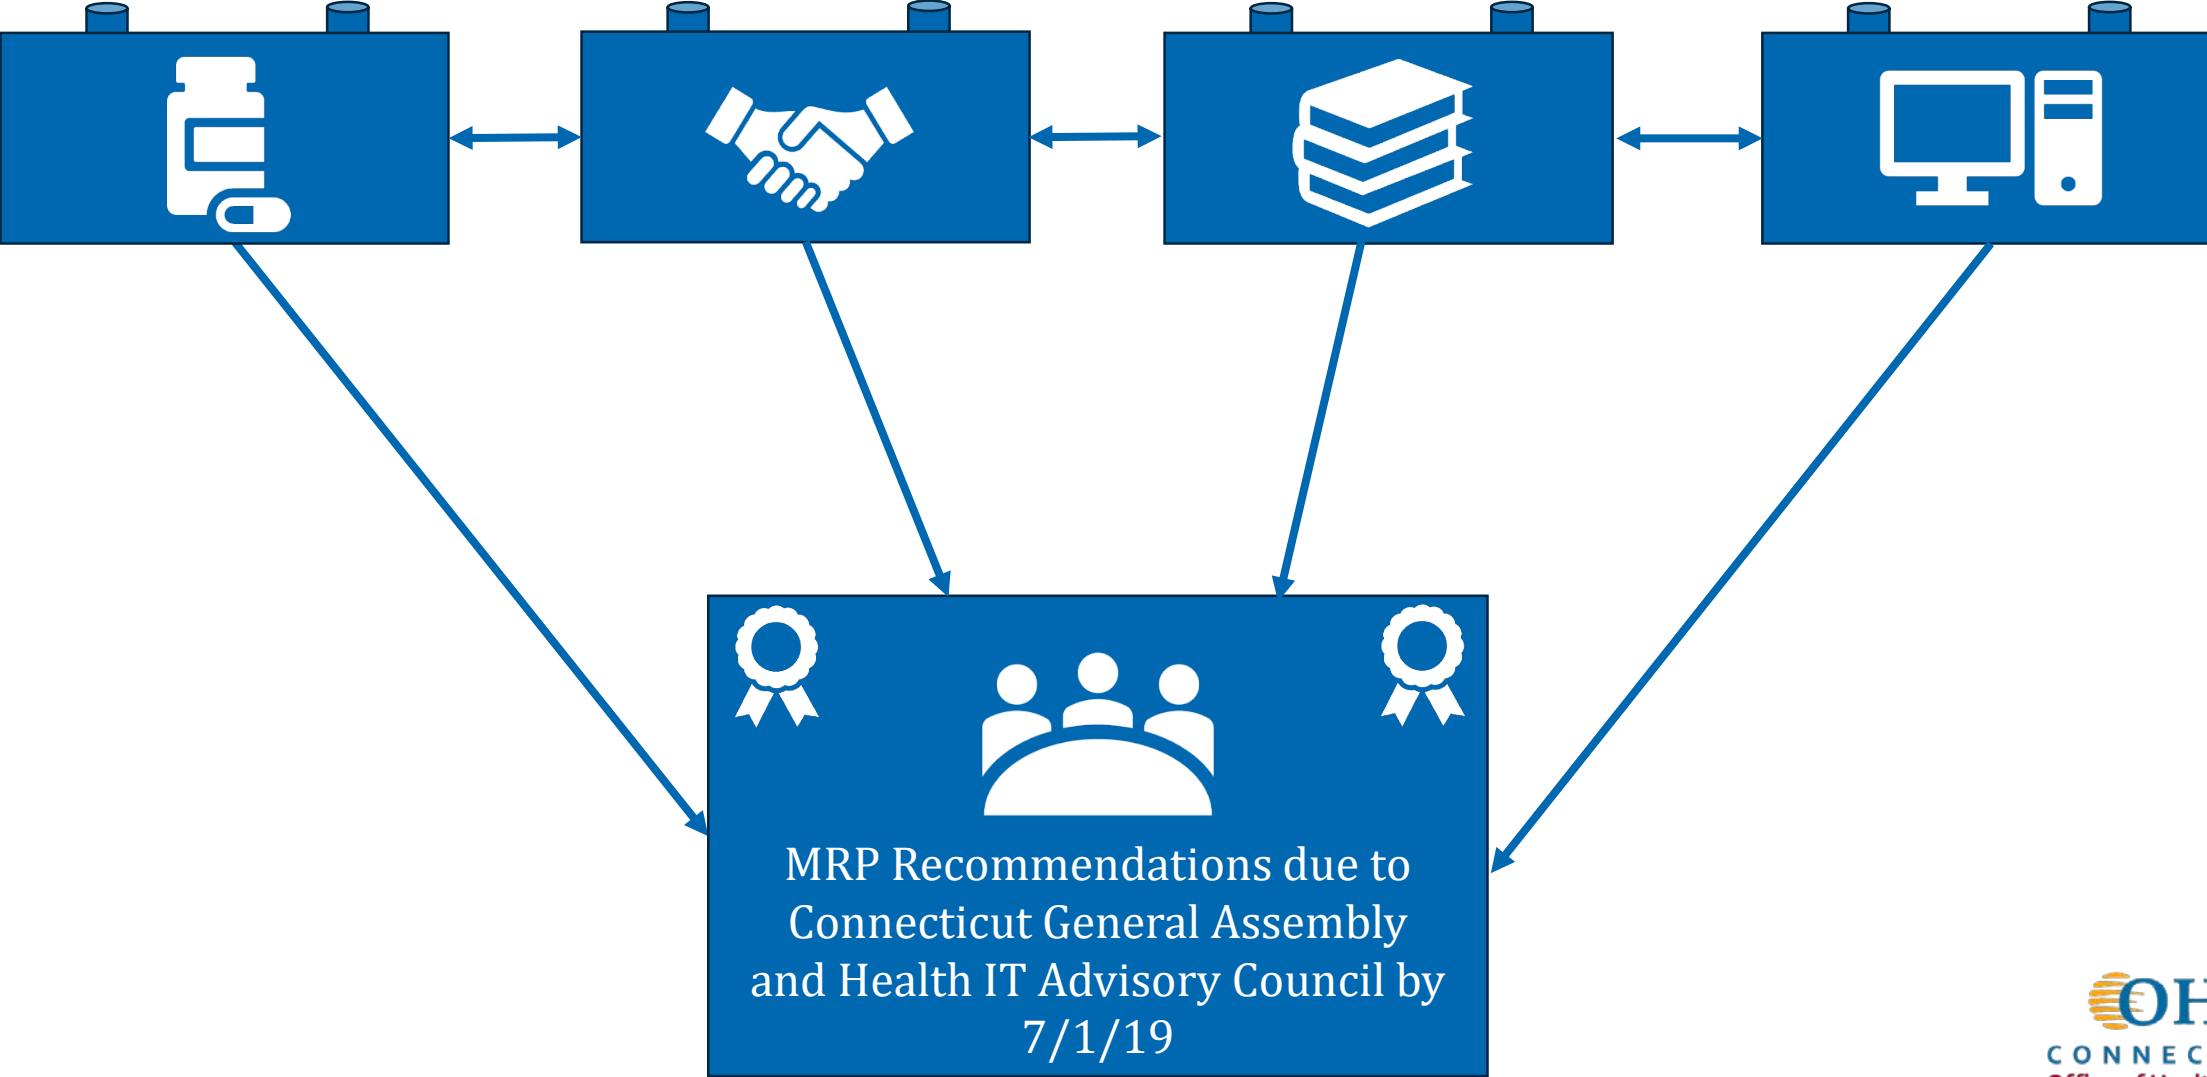 MRP Recommendations due to
Connecticut General Assembly
and Health IT Advisory Council by
7/1/19